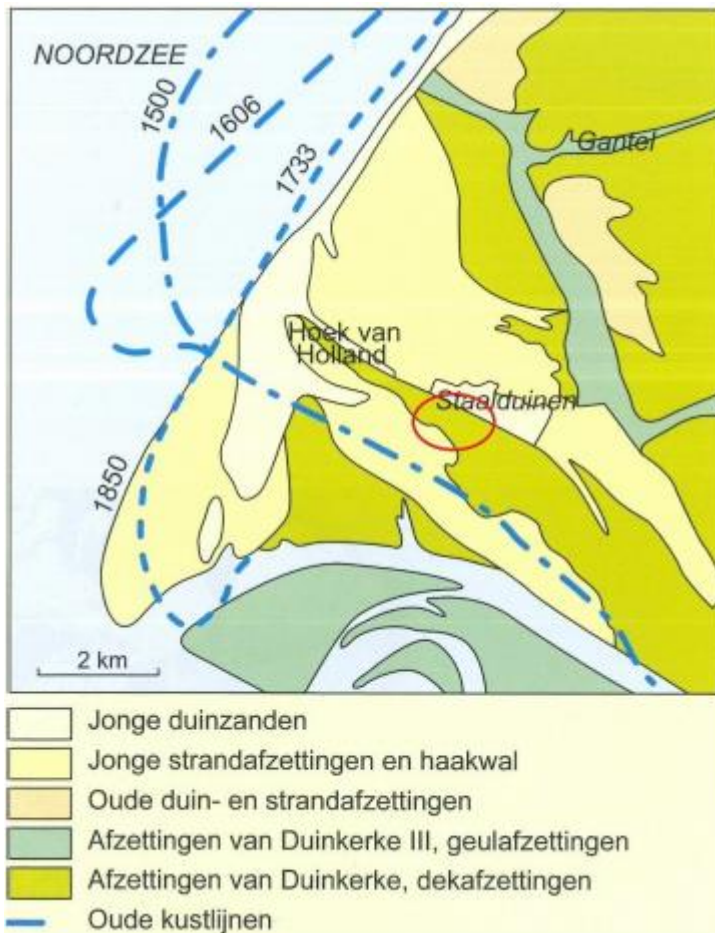 NOORDZEE
1500
1606
1733
Gantel
Hoek van
Holland
Staalduinen
1850
2 km
Jonge duinzanden
Jonge strandafzettingen en haakwal
Oude duin- en strandafzettingen
Afzettingen van Duinkerke III, geulafzettingen
Afzettingen van Duinkerke, dekafzettingen
Oude kustlijnen